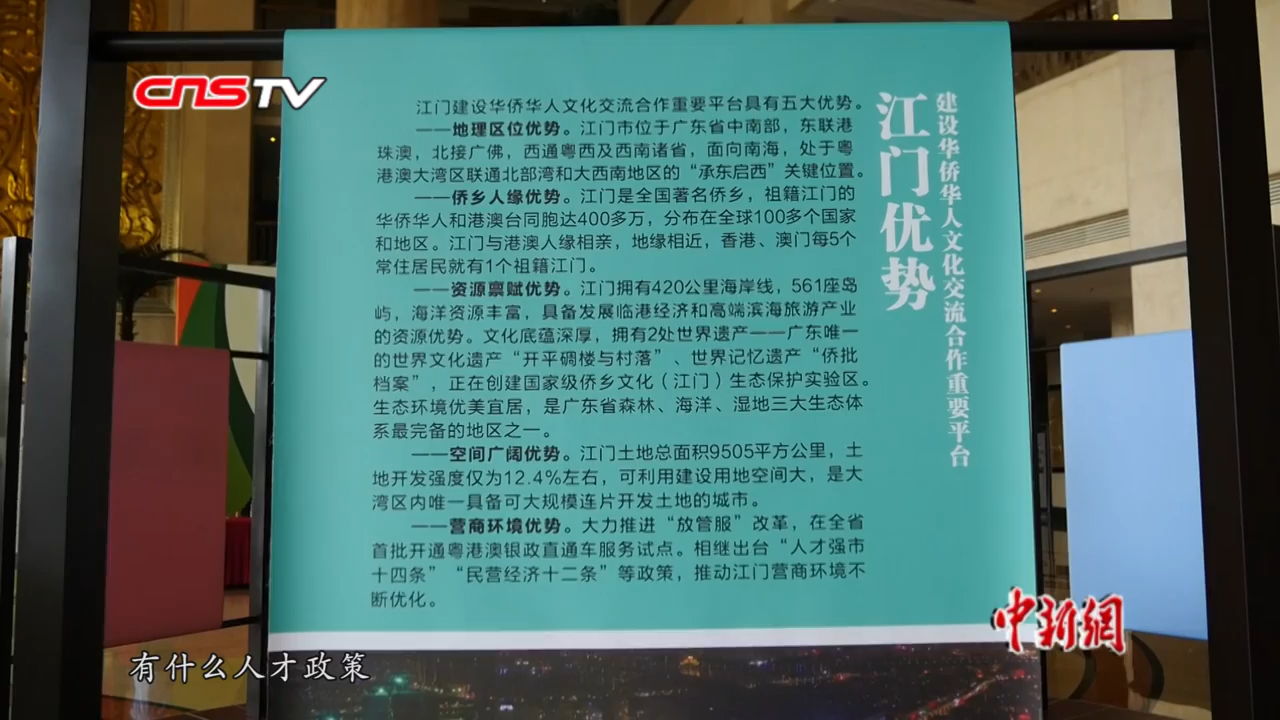 CNSTV
建设华侨华人文化交流合作重要平台
江门优势
江门建设华侨华人文化交流合作重要平台具有五大优势。
——地理区位优势。江门市位于广东省中南部，东联港
珠澳，北接广佛，西通粤西及西南诸省，面向南海，处于粤
港澳大湾区联通北部湾和大西南地区的“承东启西”关键位置。
——侨乡人缘优势。江门是全国著名侨乡，祖籍江门的
华侨华人和港澳台同胞达400多万，分布在全球100多个国家
和地区。江门与港澳人缘相亲，地缘相近，香港、澳门每5个
常住居民就有1个祖籍江门。
——资源禀赋优势。江门拥有420公里海岸线，561座岛
屿，海洋资源丰富，具备发展临港经济和高端滨海旅游产业
的资源优势。文化底蕴深厚，拥有2处世界遗产——广东唯一
的世界文化遗产“开平碉楼与村落”、世界记忆遗产“侨批
档案”，正在创建国家级侨乡文化（江门）生态保护实验区。
生态环境优美宜居，是广东省森林、海洋、湿地三大生态体
系最完备的地区之一。
——空间广阔优势。江门土地总面积9505平方公里，土
地开发强度仅为12.4%左右，可利用建设用地空间大，是大
湾区内唯一具备可大规模连片开发土地的城市。
——营商环境优势。大力推进“放管服”改革，在全省
首批开通粤港澳银政直通车服务试点。相继出台“人才强市
十四条”“民营经济十二条”等政策，推动江门营商环境不
断优化。
中新網
有什么人才政策